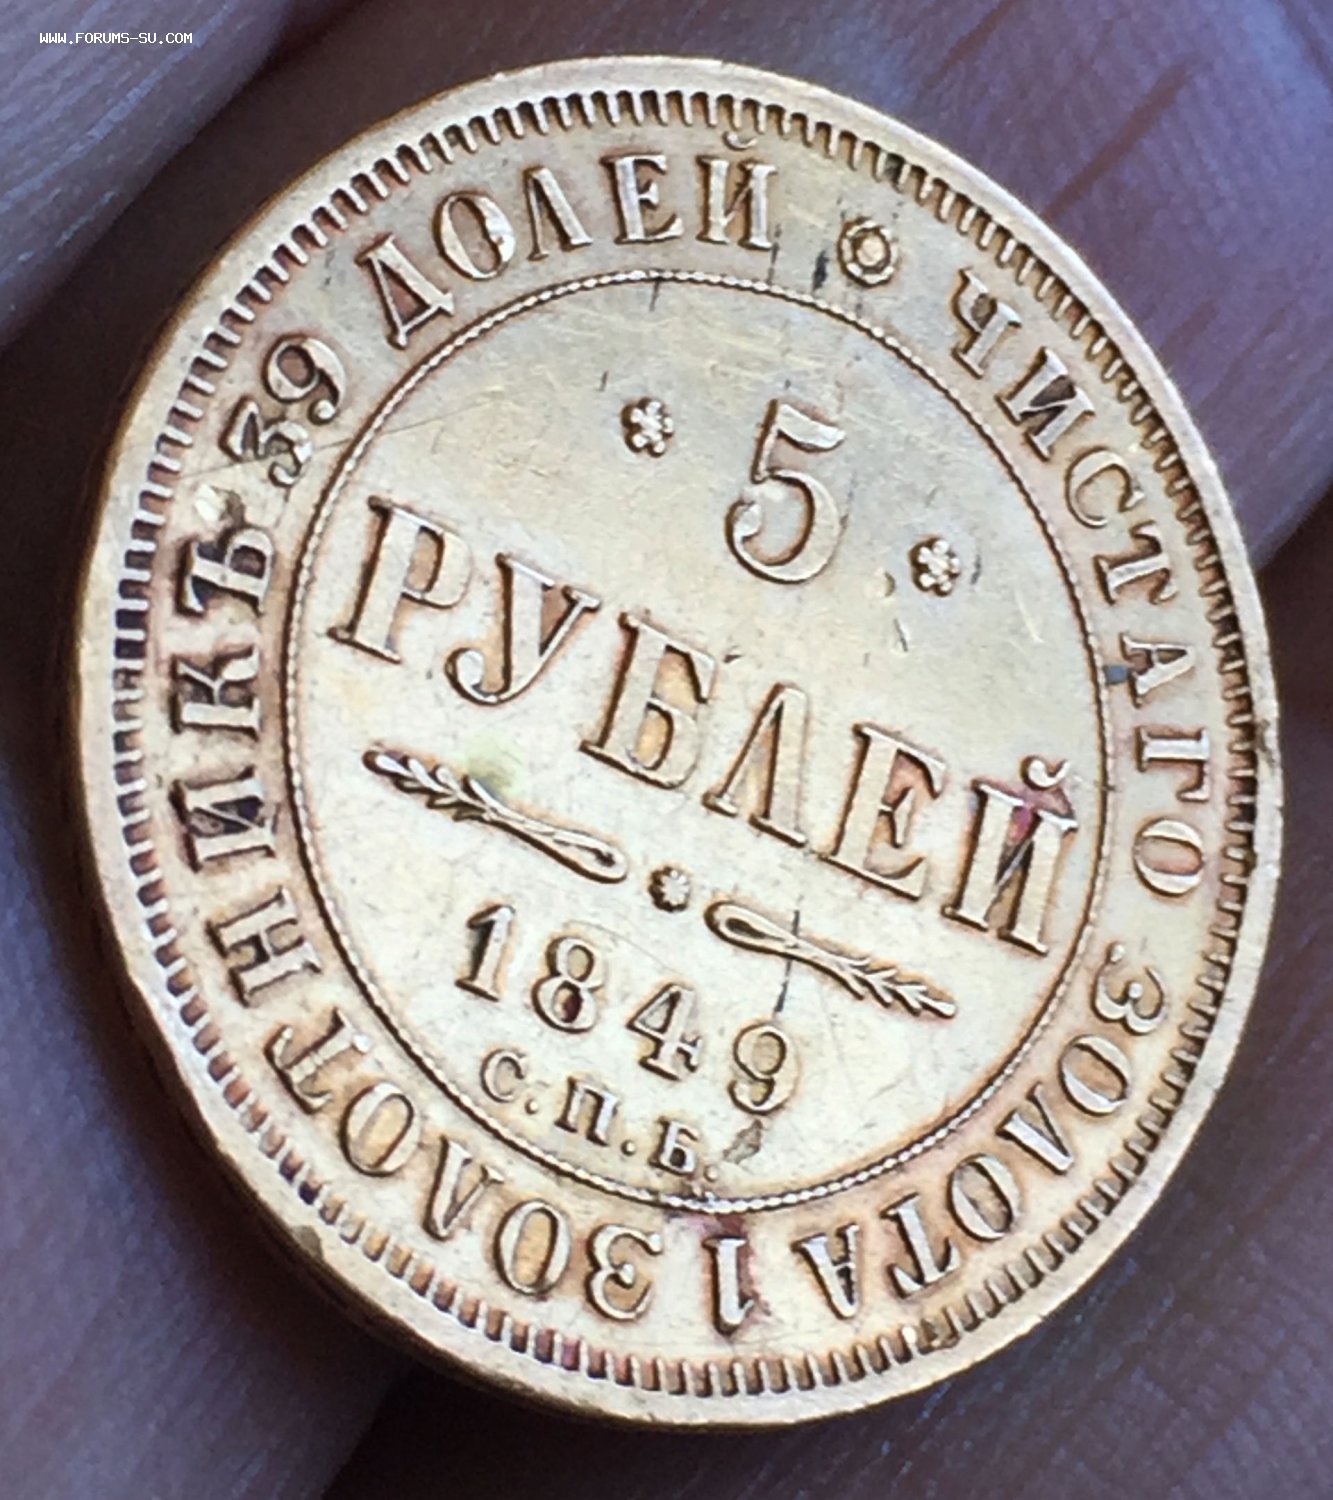 WWW.FORUMS-SU.COM
ЧИСТАГО ЗОЛОТА 1 ЗОЛОТНИКЪ 39 ДОЛЕЙ
5
РУБЛЕЙ
1849
С.П.Б.